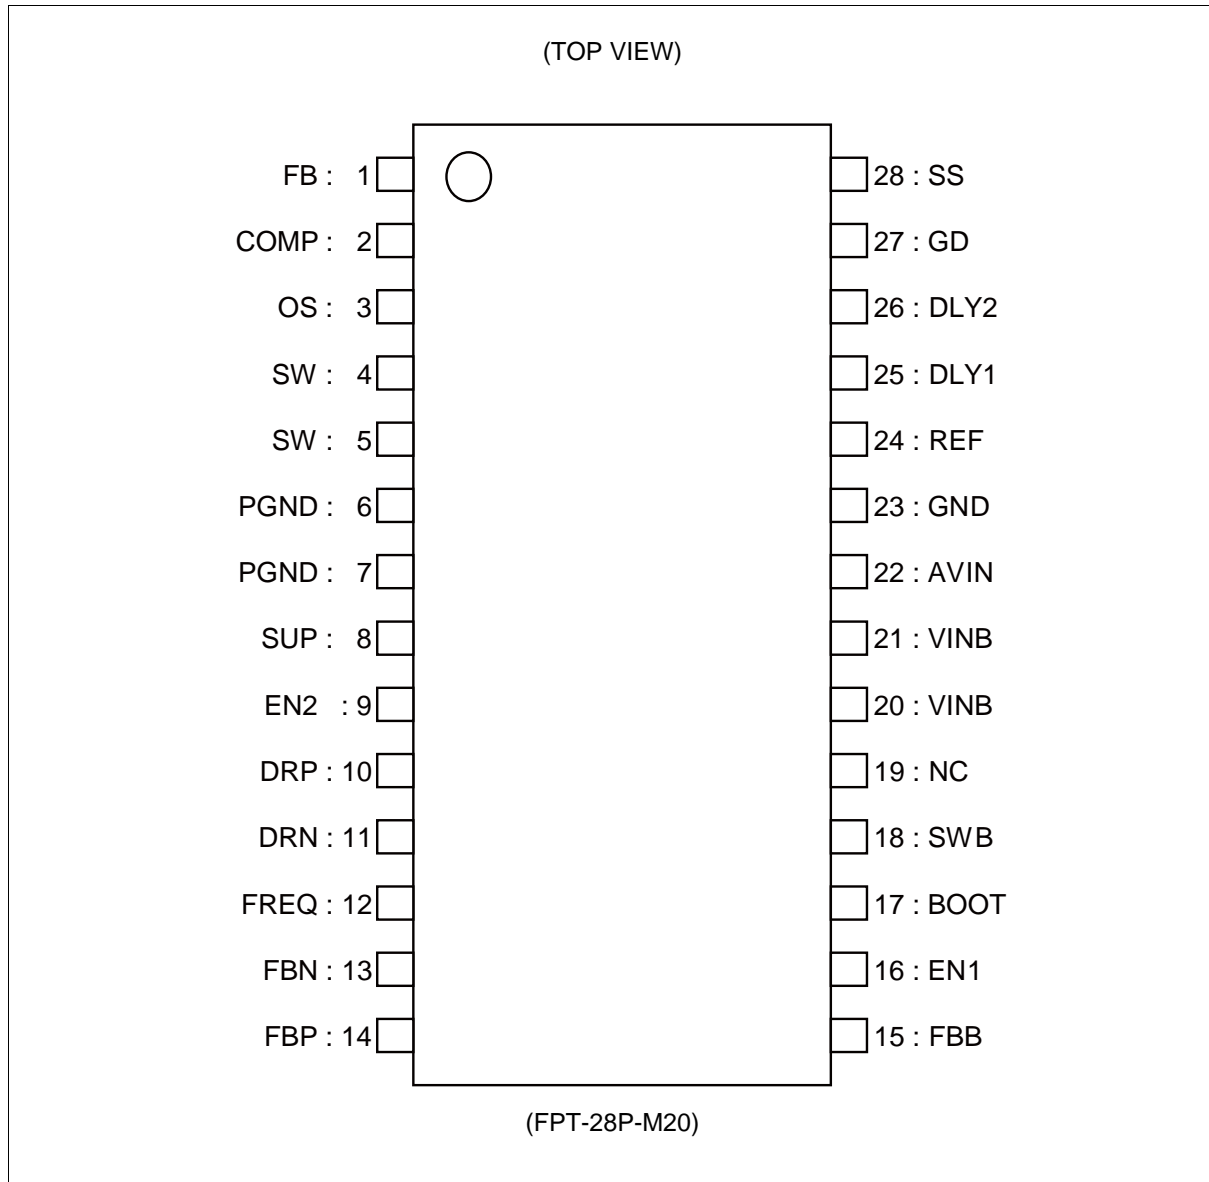 (TOP VIEW)
FB : 1 28 : SS
COMP : 2 27 : GD
OS : 3 26 : DLY2
SW : 4 25 : DLY1
SW : 5 24 : REF
PGND : 6 23 : GND
PGND : 7 22 : AVIN
SUP : 8 21 : VINB
EN2 : 9 20 : VINB
DRP : 10 19 : NC
DRN : 11 18 : SWB
FREQ : 12 17 : BOOT
FBN : 13 16 : EN1
FBP : 14 15 : FBB
(FPT-28P-M20)